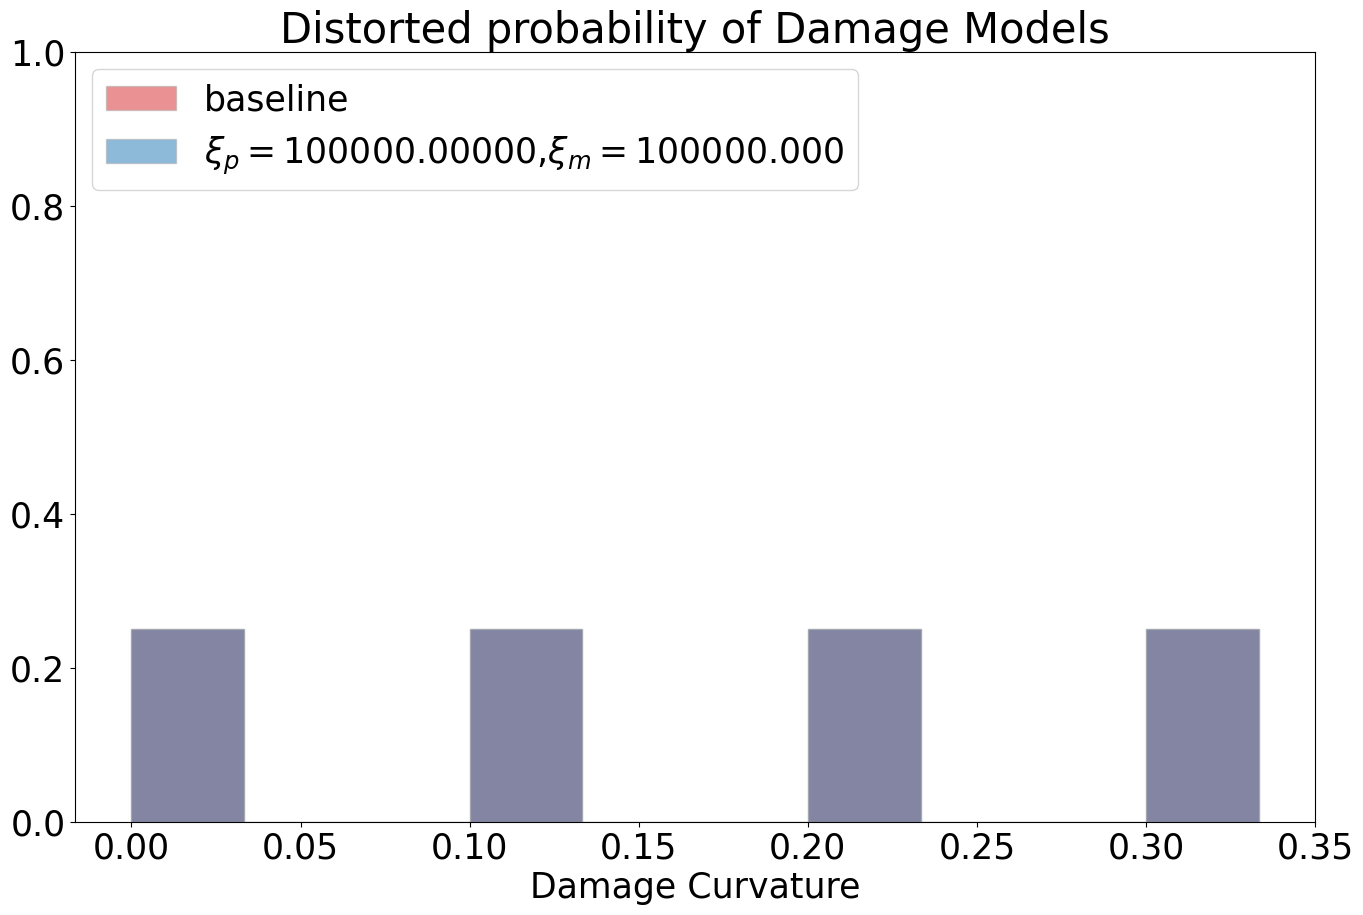 Distorted probability of Damage Models
1.0
0.8
0.6
0.4
0.2
0.0
baseline
ξₚ = 100000.00000,ξₘ = 100000.000
0.00 0.05 0.10 0.15 0.20 0.25 0.30 0.35
Damage Curvature